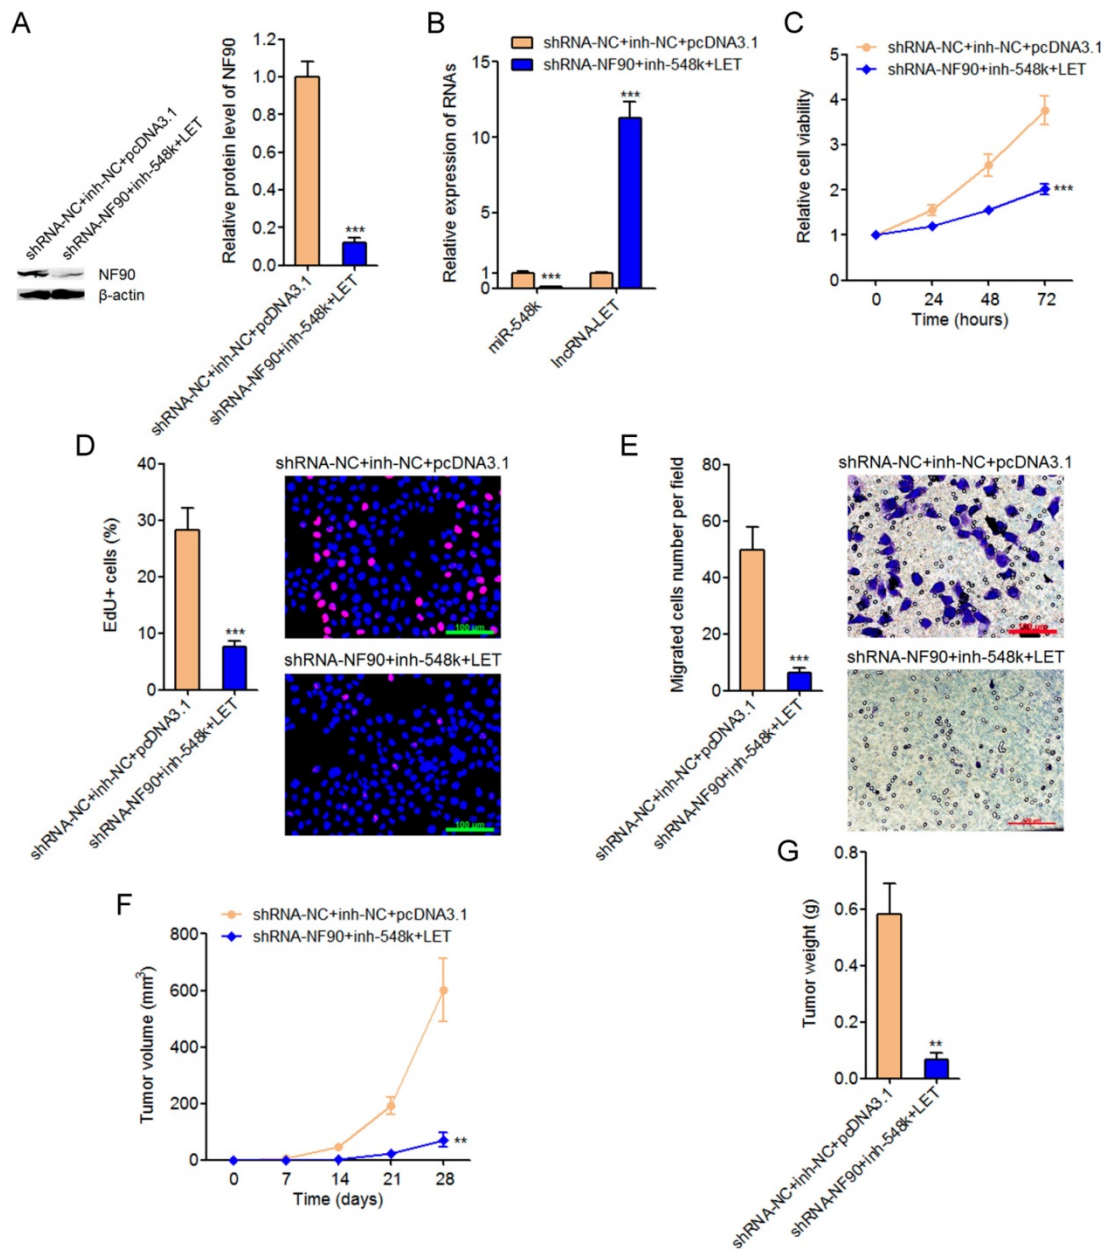 A
shRNA-NC+inh-NC+pcDNA3.1
shRNA-NF90+inh-548k+LET
NF90
β-actin
Relative protein level of NF90
1.2
1.0
0.8
0.6
0.4
0.2
0.0
***
shRNA-NC+inh-NC+pcDNA3.1
shRNA-NF90+inh-548k+LET
B
shRNA-NC+inh-NC+pcDNA3.1
shRNA-NF90+inh-548k+LET
Relative expression of RNAs
15
10
5
1
0
***
***
miR-548k
lncRNA-LET
C
shRNA-NC+inh-NC+pcDNA3.1
shRNA-NF90+inh-548k+LET
Relative cell viability
5
4
3
2
1
0
***
0 24 48 72
Time (hours)
D
EdU+ cells (%)
40
30
20
10
0
***
shRNA-NC+inh-NC+pcDNA3.1
shRNA-NF90+inh-548k+LET
shRNA-NC+inh-NC+pcDNA3.1
100 μm
shRNA-NF90+inh-548k+LET
100 μm
E
Migrated cells number per field
80
60
40
20
0
***
shRNA-NC+inh-NC+pcDNA3.1
shRNA-NF90+inh-548k+LET
shRNA-NC+inh-NC+pcDNA3.1
shRNA-NF90+inh-548k+LET
F
shRNA-NC+inh-NC+pcDNA3.1
shRNA-NF90+inh-548k+LET
Tumor volume (mm3)
800
600
400
200
0
**
0 7 14 21 28
Time (days)
G
Tumor weight (g)
0.8
0.6
0.4
0.2
0.0
**
shRNA-NC+inh-NC+pcDNA3.1
shRNA-NF90+inh-548k+LET